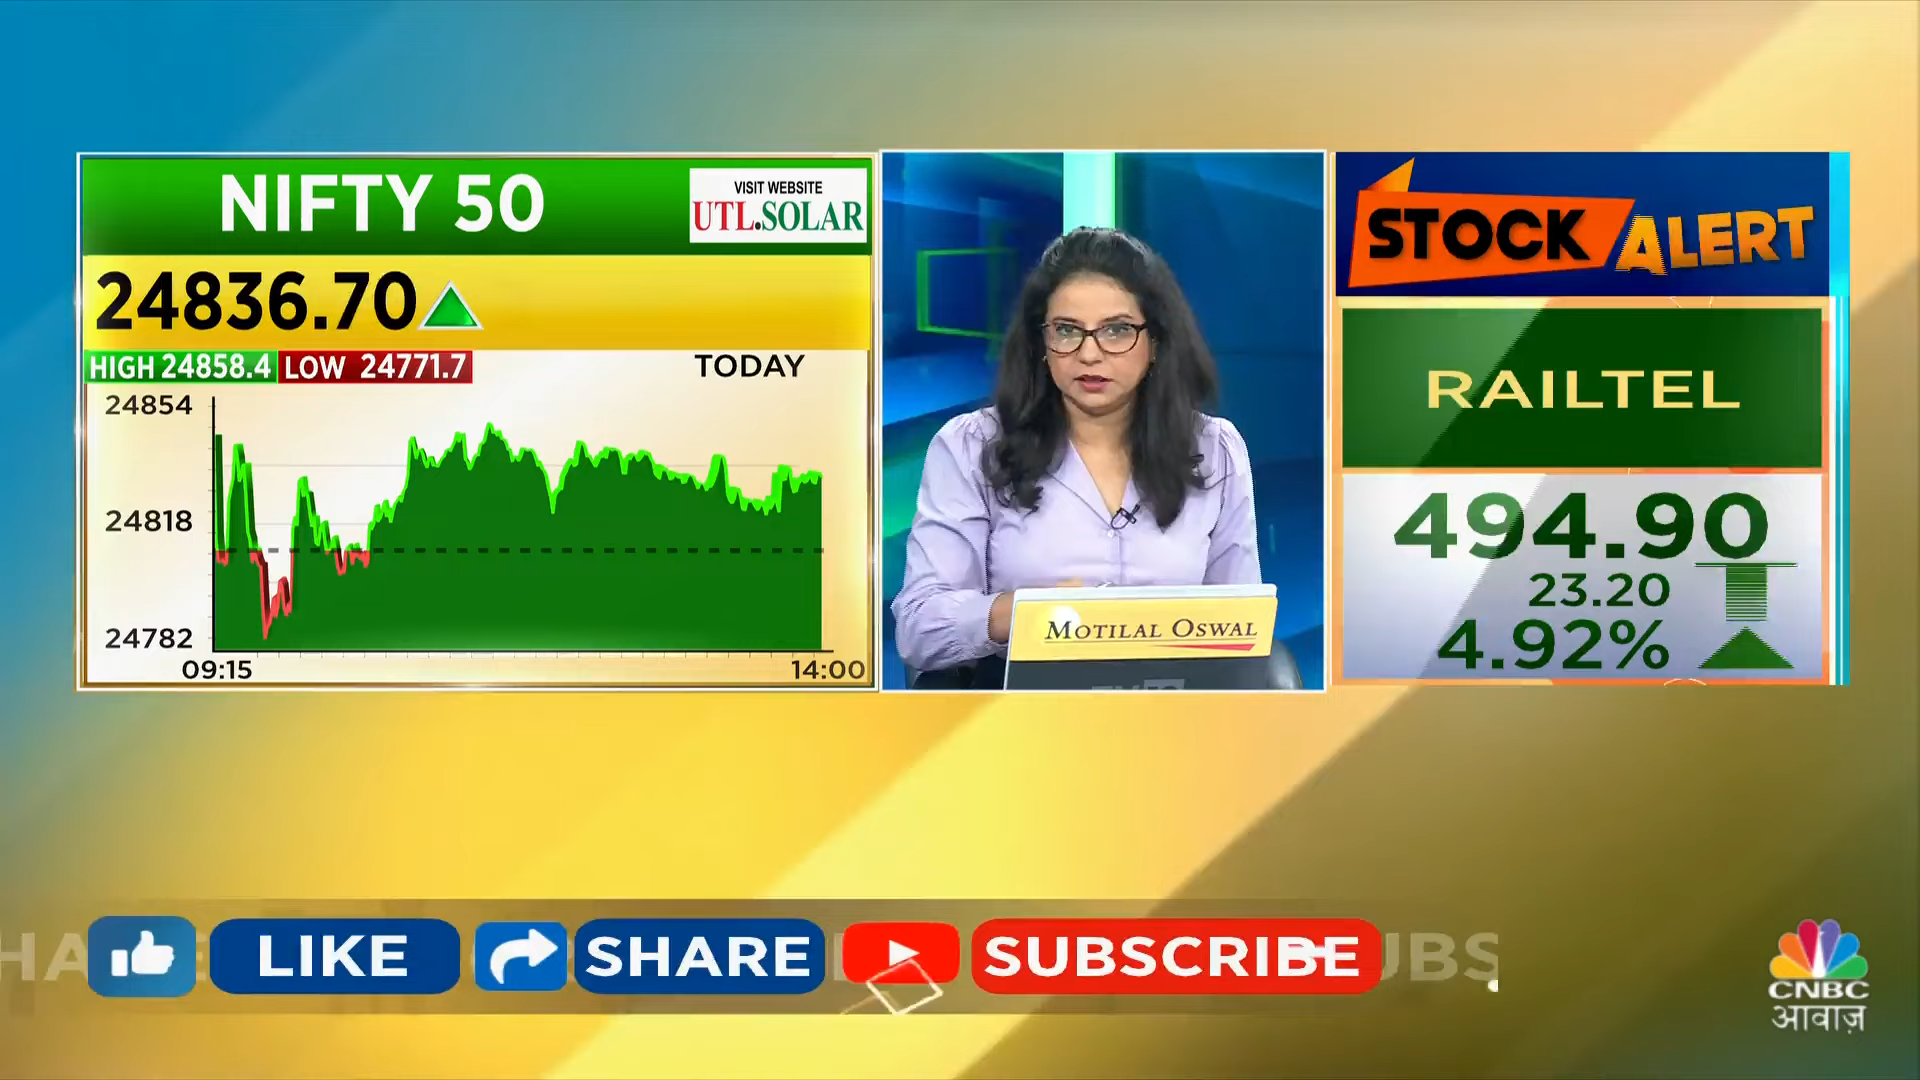 NIFTY 50
VISIT WEBSITE
UTL.SOLAR
24836.70
HIGH 24858.4 LOW 24771.7
TODAY
24854
24818
24782
09:15
14:00
MOTILAL OSWAL
STOCK ALERT
RAILTEL
494.90
23.20
4.92%
LIKE
SHARE
SUBSCRIBE
CNBC
आवाज़